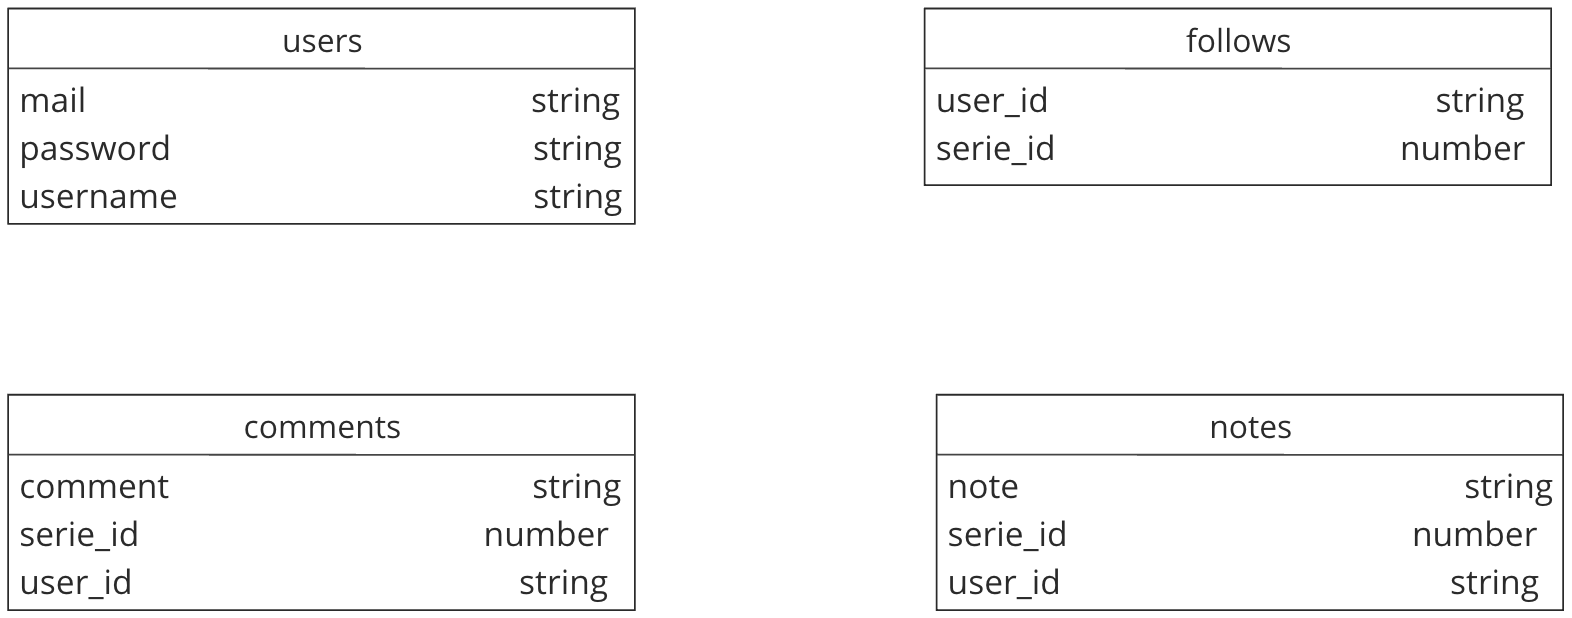 users
mail string
password string
username string
follows
user_id string
serie_id number
comments
comment string
serie_id number
user_id string
notes
note string
serie_id number
user_id string